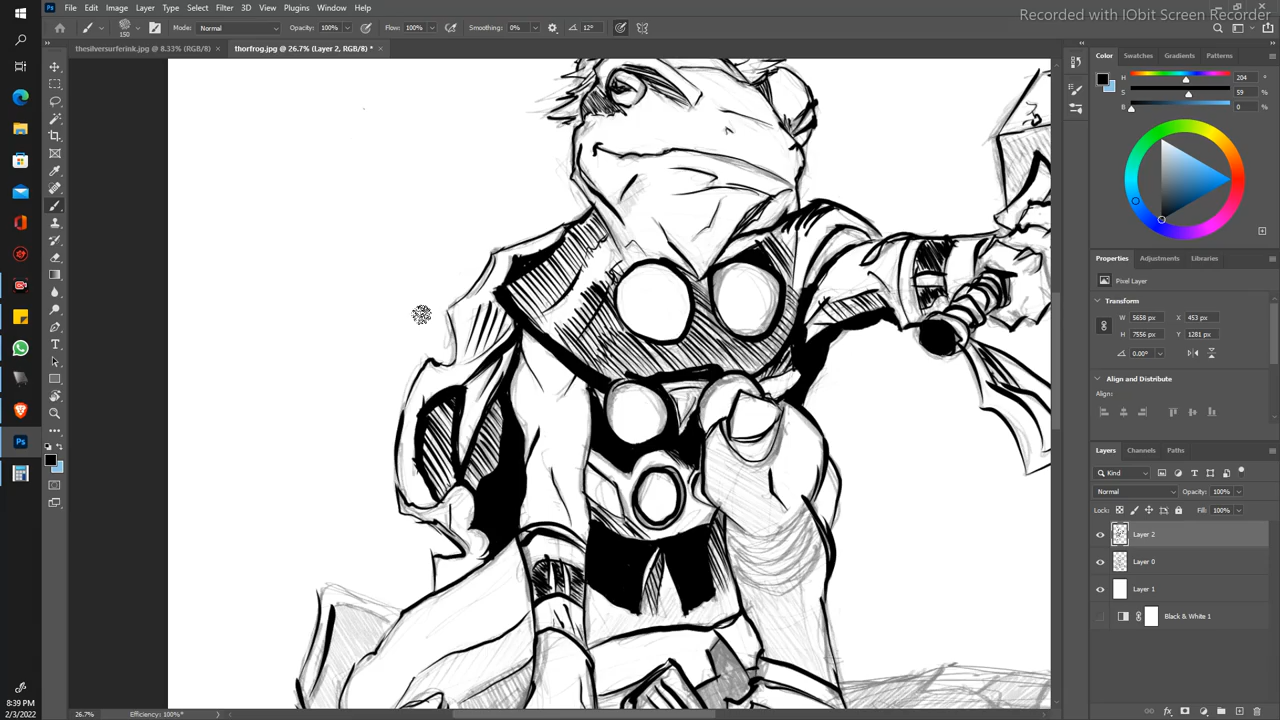 File Edit Image Layer Type Select Filter 3D View Plugins Window Help
Recorded with IObit Screen Recorder
150 Mode: Normal Opacity: 100% Flow: 100% Smoothing: 0% 12°
thesilversurferink.jpg @ 8.33% (RGB/8) × thorfrog.jpg @ 26.7% (Layer 2, RGB/8) * ×
Color Swatches Gradients Patterns
H 204 °
S 59 %
B 0 %
Properties Adjustments Libraries
Pixel Layer
Transform
W 5658 px X 453 px
H 7556 px Y 1281 px
0.00°
Align and Distribute
Align:
Layers Channels Paths
Kind
Normal Opacity: 100%
Lock: Fill: 100%
Layer 2
Layer 0
Layer 1
Black & White 1
8:39 PM
2/3/2022
26.7% Efficiency: 100%*